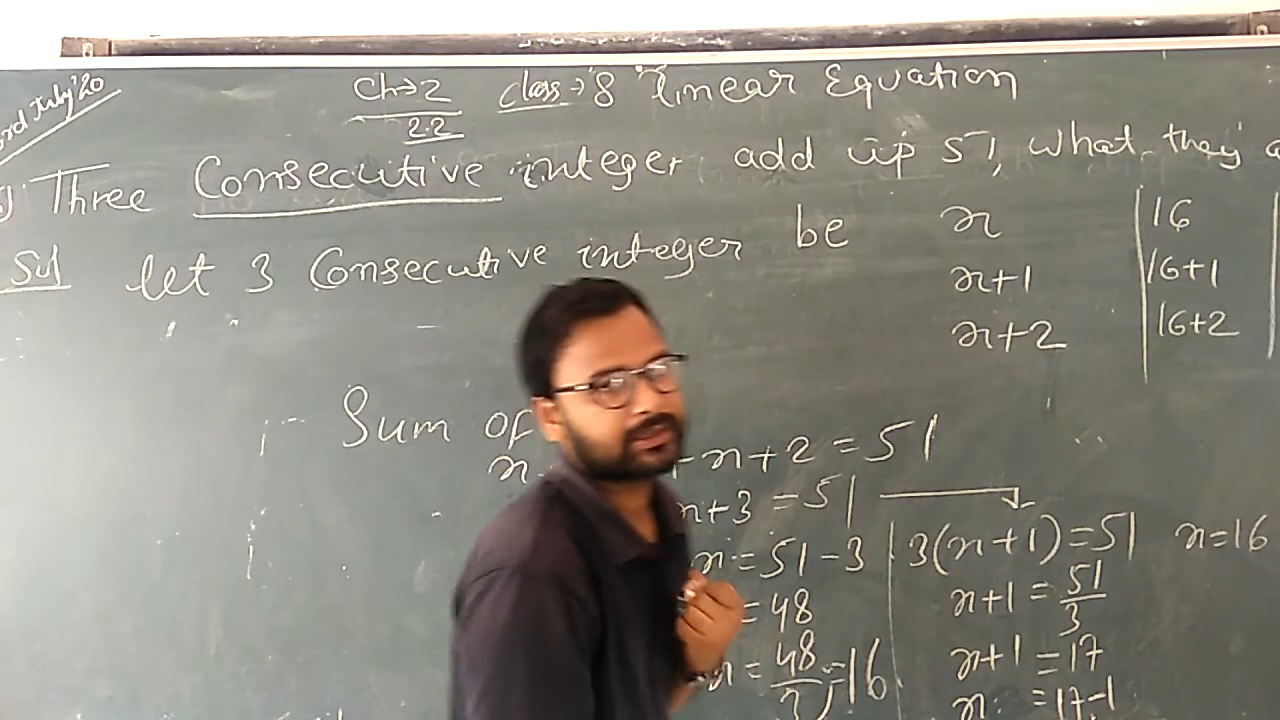 3rd July'20
Ch→2 class→8 Linear Equation
2.2
Three Consecutive integer add up 51, what they
Sol let 3 Consecutive integer be x | 16
x+1 | 16+1
x+2 | 16+2
Sum of
x+2 = 51
+3 = 51
= 51-3 | 3(x+1)=51 x=16
= 48 x+1 = 51/3
x = 48/3 = 16 x+1 = 17
x = 17-1